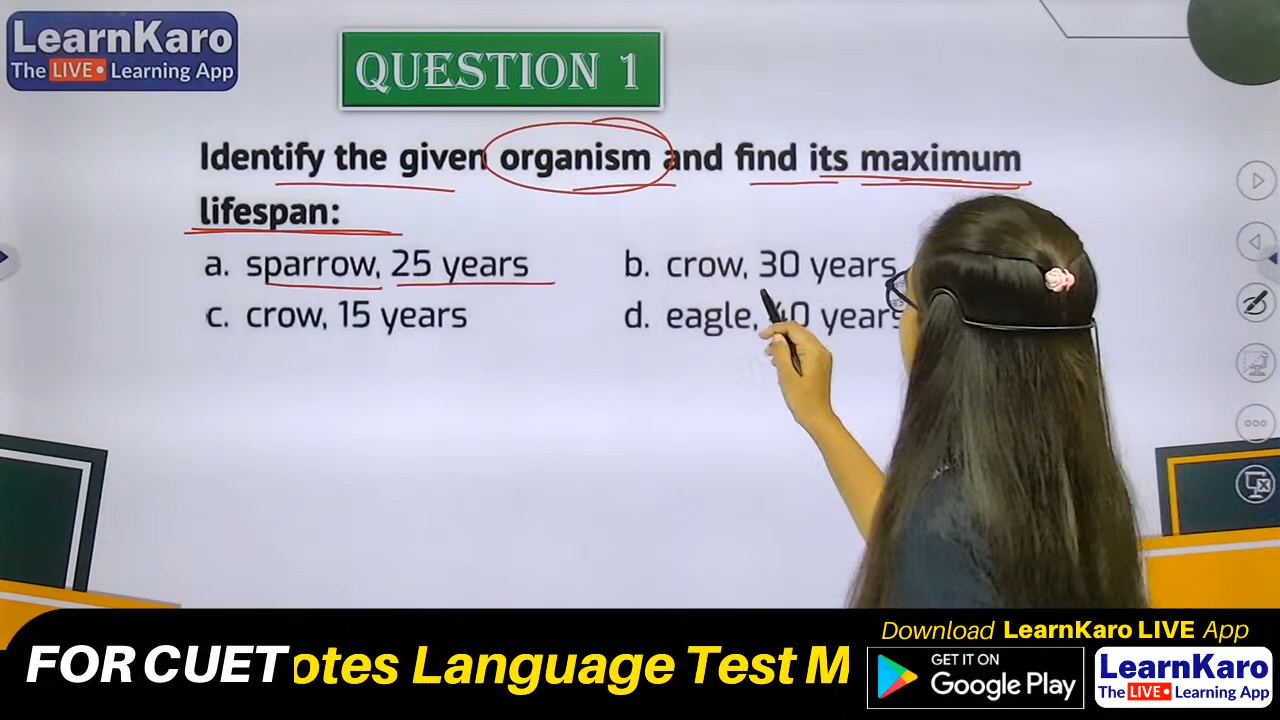 LearnKaro
The LIVE Learning App
QUESTION 1
Identify the given organism and find its maximum
lifespan:
a. sparrow, 25 years
b. crow, 30 years
c. crow, 15 years
d. eagle, 40 years
FOR CUET otes Language Test M
Download LearnKaro LIVE App
GET IT ON
Google Play
LearnKaro
The LIVE Learning App